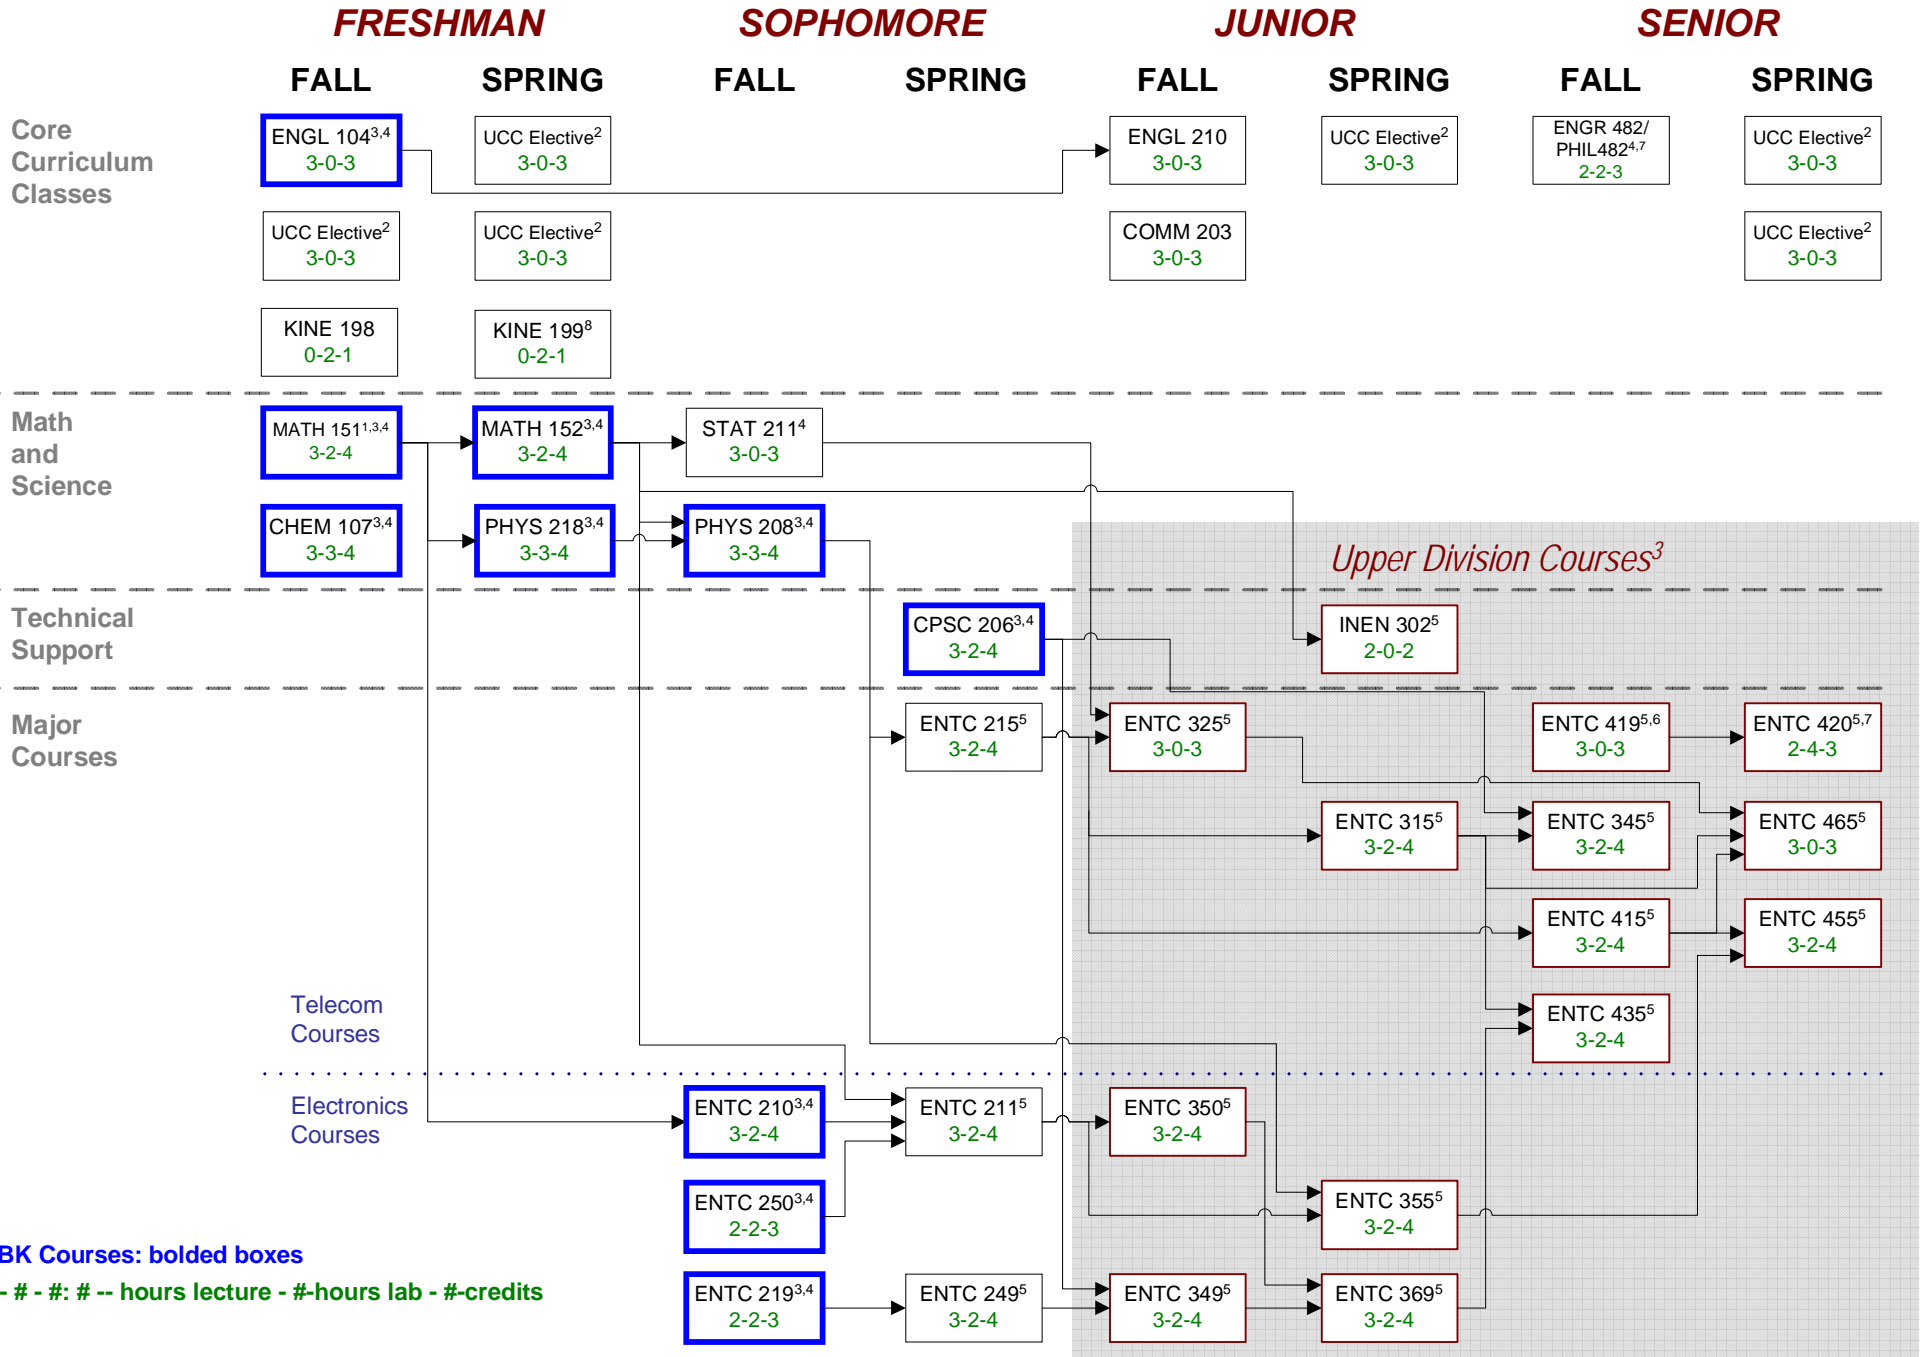 FRESHMAN SOPHOMORE JUNIOR SENIOR
FALL SPRING FALL SPRING FALL SPRING FALL SPRING
Core
Curriculum
Classes
ENGL 104³,⁴
3-0-3
UCC Elective²
3-0-3
ENGL 210
3-0-3
UCC Elective²
3-0-3
ENGR 482/
PHIL482⁴,⁷
2-2-3
UCC Elective²
3-0-3
UCC Elective²
3-0-3
UCC Elective²
3-0-3
COMM 203
3-0-3
UCC Elective²
3-0-3
KINE 198
0-2-1
KINE 199⁸
0-2-1
Math
and
Science
MATH 151¹,³,⁴
3-2-4
MATH 152³,⁴
3-2-4
STAT 211⁴
3-0-3
CHEM 107³,⁴
3-3-4
PHYS 218³,⁴
3-3-4
PHYS 208³,⁴
3-3-4
Upper Division Courses³
Technical
Support
CPSC 206³,⁴
3-2-4
INEN 302⁵
2-0-2
Major
Courses
ENTC 215⁵
3-2-4
ENTC 325⁵
3-0-3
ENTC 419⁵,⁶
3-0-3
ENTC 420⁵,⁷
2-4-3
ENTC 315⁵
3-2-4
ENTC 345⁵
3-2-4
ENTC 465⁵
3-0-3
ENTC 415⁵
3-2-4
ENTC 455⁵
3-2-4
Telecom
Courses
ENTC 435⁵
3-2-4
Electronics
Courses
ENTC 210³,⁴
3-2-4
ENTC 211⁵
3-2-4
ENTC 350⁵
3-2-4
ENTC 250³,⁴
2-2-3
ENTC 355⁵
3-2-4
BK Courses: bolded boxes
- # - #: # -- hours lecture - #-hours lab - #-credits
ENTC 219³,⁴
2-2-3
ENTC 249⁵
3-2-4
ENTC 349⁵
3-2-4
ENTC 369⁵
3-2-4